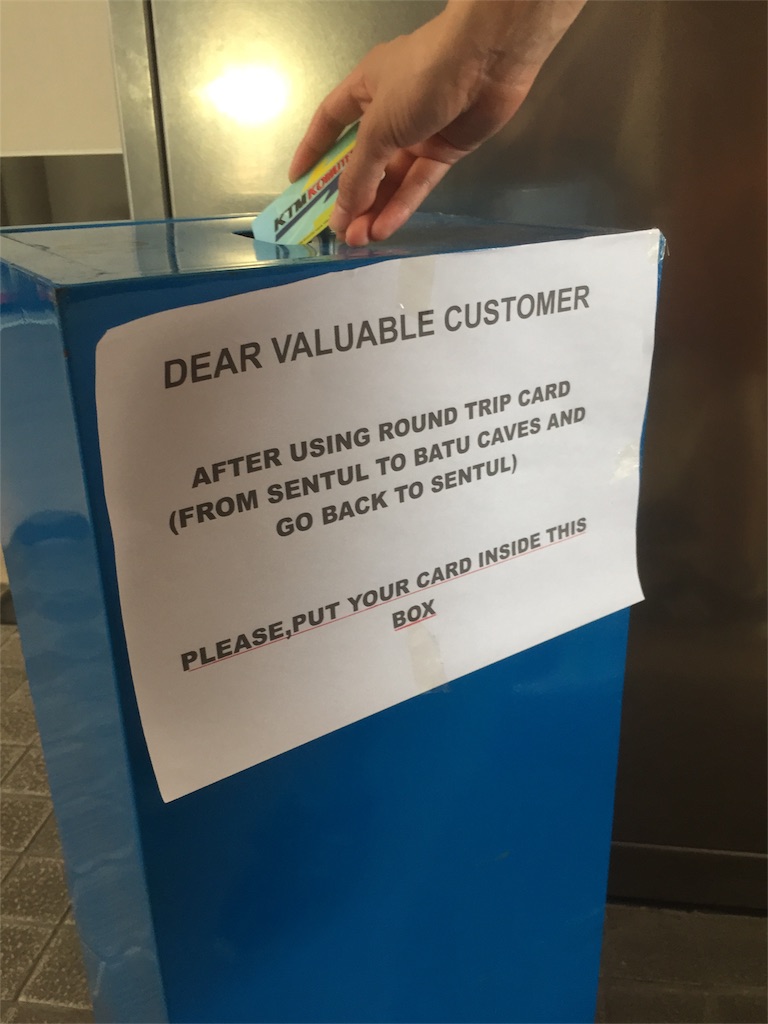 KTM KOMUTER
DEAR VALUABLE CUSTOMER
AFTER USING ROUND TRIP CARD
(FROM SENTUL TO BATU CAVES AND
GO BACK TO SENTUL)
PLEASE,PUT YOUR CARD INSIDE THIS
BOX